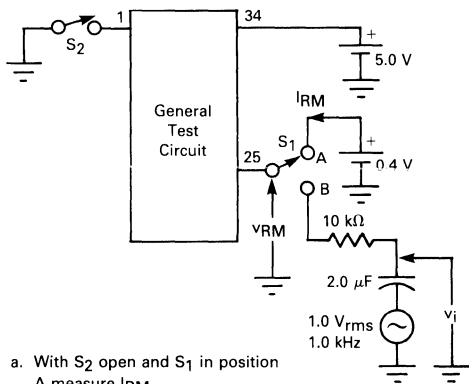 1
34
S2
+
5.0 V
General
Test
Circuit
IRM
S1
A
+
0.4 V
25
B
VRM
10 kΩ
2.0 μF
vi
1.0 Vrms
1.0 kHz
a. With S2 open and S1 in position
A measure IRM